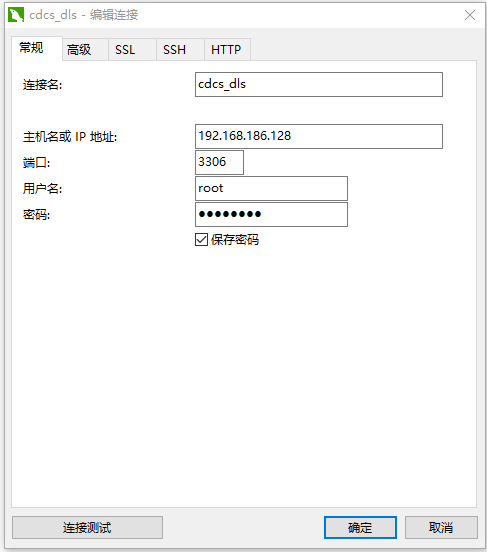 cdcs_dls - 编辑连接
常规 高级 SSL SSH HTTP
连接名: cdcs_dls
主机名或 IP 地址: 192.168.186.128
端口: 3306
用户名: root
密码: ●●●●●●●●
保存密码
连接测试 确定 取消